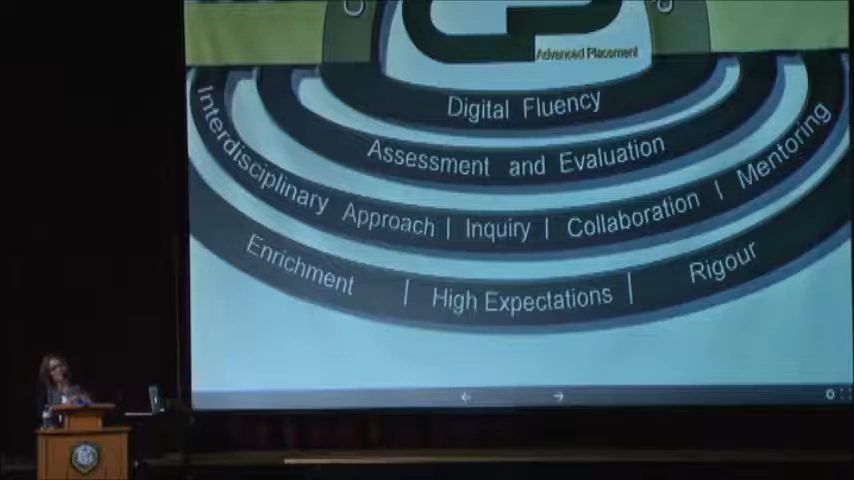 Advanced Placement
Digital Fluency
Assessment and Evaluation
Interdisciplinary Approach | Inquiry | Collaboration | Mentoring
Enrichment | High Expectations | Rigour